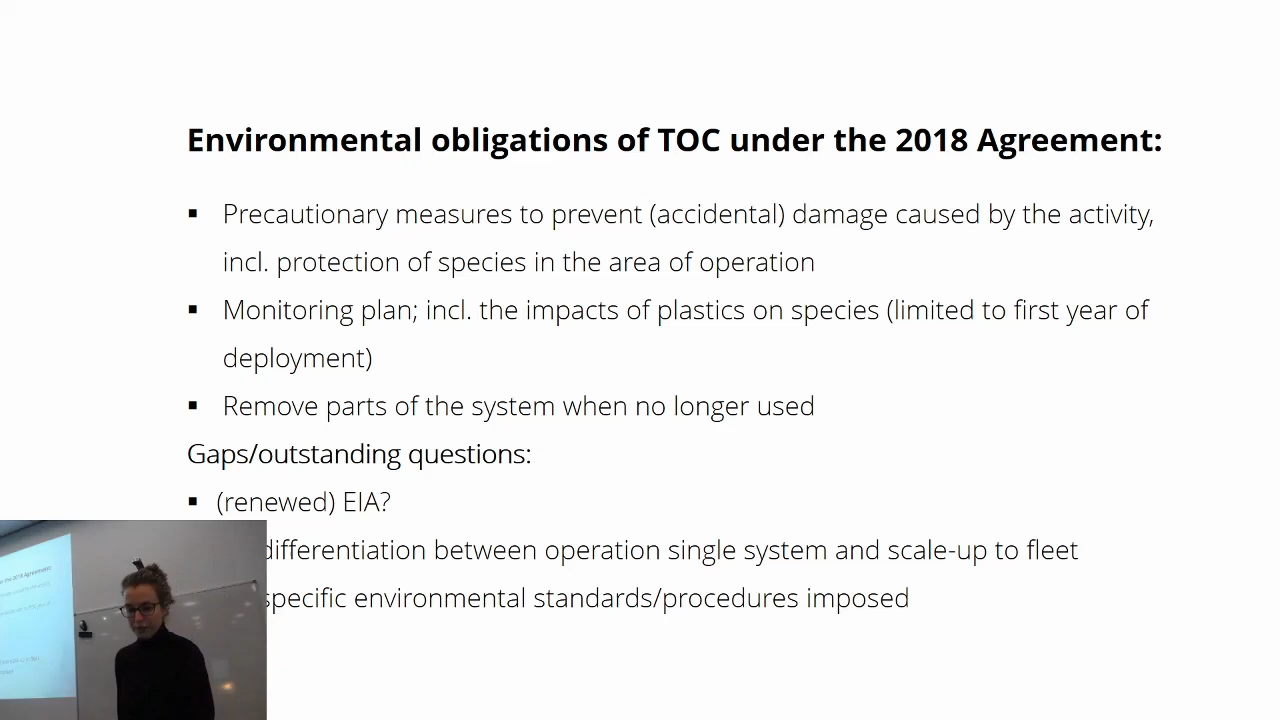 Environmental obligations of TOC under the 2018 Agreement:
▪ Precautionary measures to prevent (accidental) damage caused by the activity,
incl. protection of species in the area of operation
▪ Monitoring plan; incl. the impacts of plastics on species (limited to first year of
deployment)
▪ Remove parts of the system when no longer used
Gaps/outstanding questions:
▪ (renewed) EIA?
differentiation between operation single system and scale-up to fleet
specific environmental standards/procedures imposed